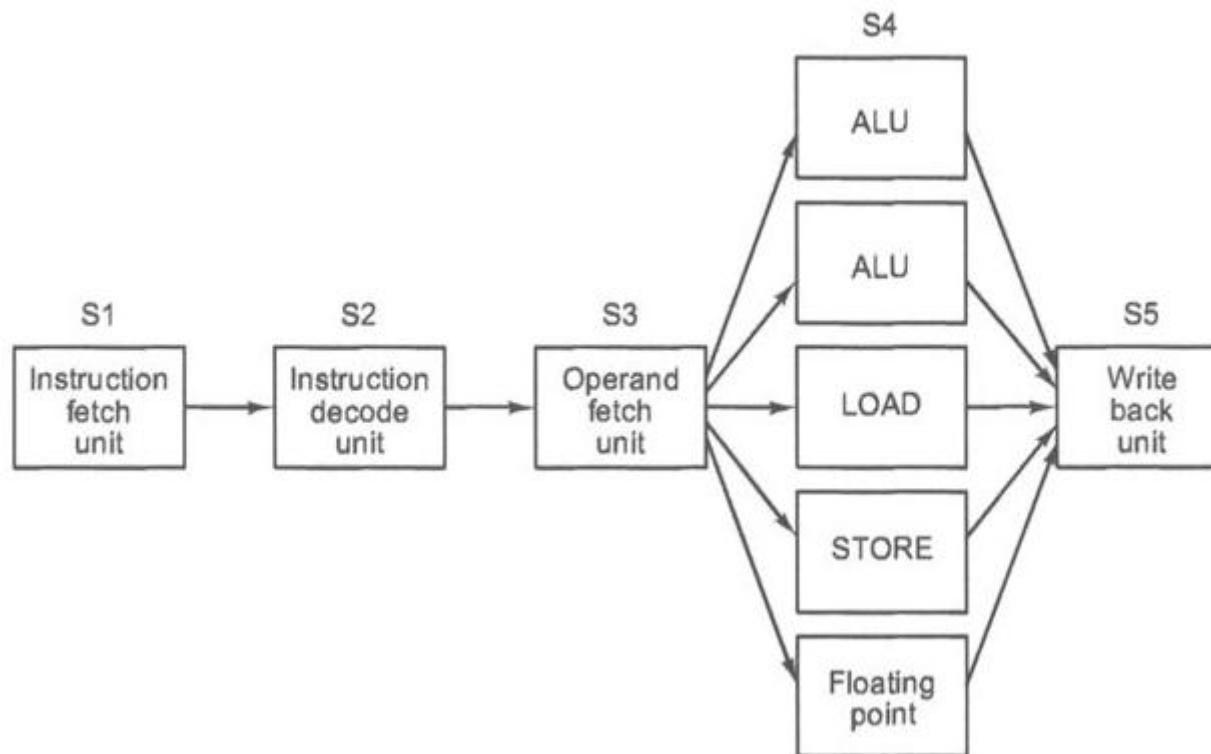 S4
ALU
ALU
S1
S2
S3
S5
Instruction
fetch
unit
Instruction
decode
unit
Operand
fetch
unit
LOAD
Write
back
unit
STORE
Floating
point